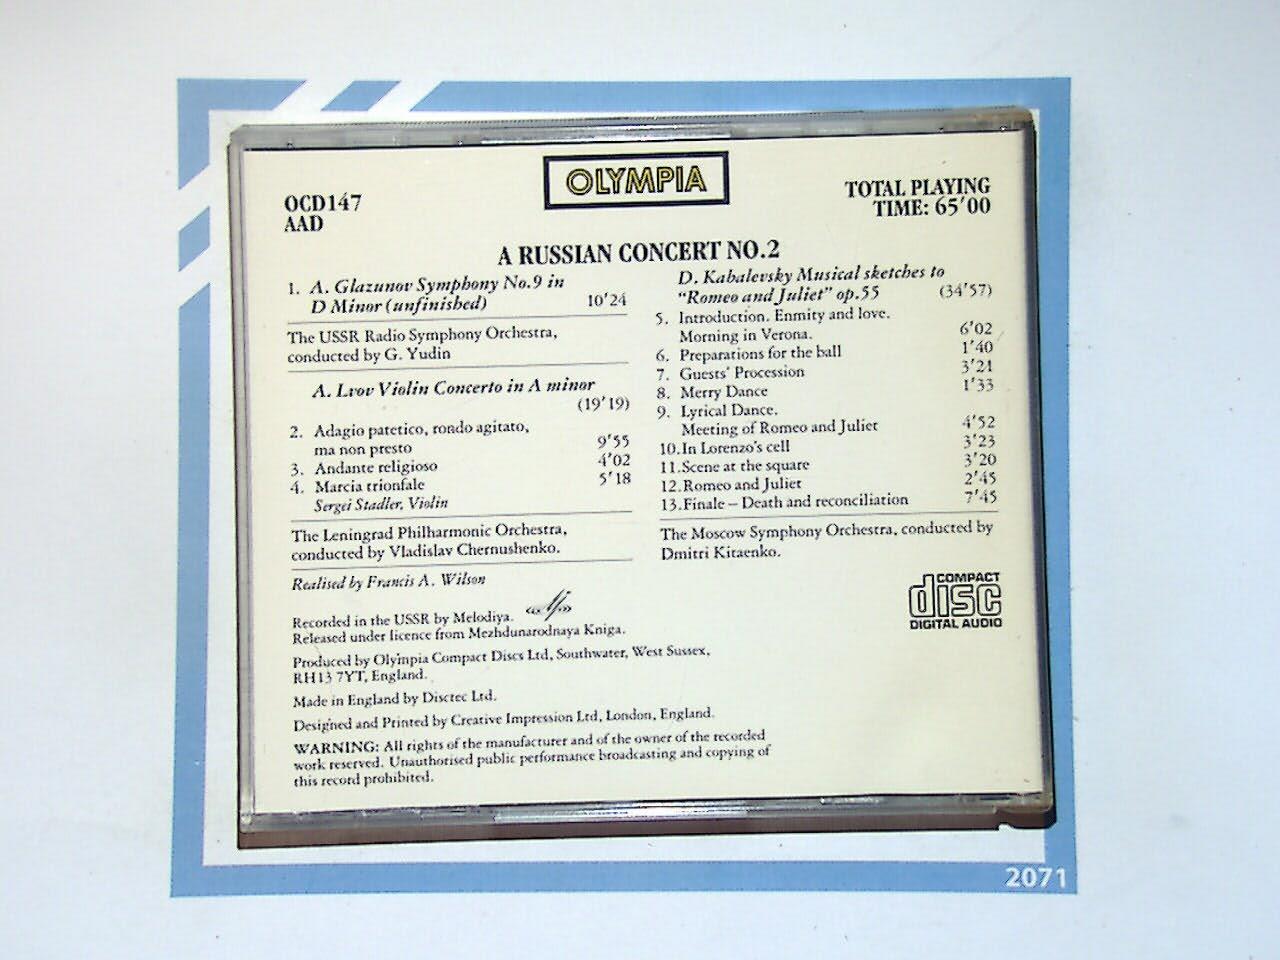 OLYMPIA
OCD147
AAD
TOTAL PLAYING
TIME: 65'00
A RUSSIAN CONCERT NO.2
1. A. Glazunov Symphony No.9 in
D Minor (unfinished) 10'24
The USSR Radio Symphony Orchestra,
conducted by G. Yudin
A. Lvov Violin Concerto in A minor
(19'19)
2. Adagio patetico, rondo agitato,
ma non presto 9'55
3. Andante religioso 4'02
4. Marcia trionfale 5'18
Sergei Stadler, Violin
The Leningrad Philharmonic Orchestra,
conducted by Vladislav Chernushenko.
Realised by Francis A. Wilson
Recorded in the USSR by Melodiya.
Released under licence from Mezhdunarodnaya Kniga.
Produced by Olympia Compact Discs Ltd, Southwater, West Sussex,
RH13 7YT, England.
Made in England by Disctec Ltd.
Designed and Printed by Creative Impression Ltd, London, England.
WARNING: All rights of the manufacturer and of the owner of the recorded
work reserved. Unauthorised public performance broadcasting and copying of
this record prohibited.
D. Kabalevsky Musical sketches to
"Romeo and Juliet" op.55 (34'57)
5. Introduction. Enmity and love.
Morning in Verona. 6'02
6. Preparations for the ball 1'40
7. Guests' Procession 3'21
8. Merry Dance 1'33
9. Lyrical Dance.
Meeting of Romeo and Juliet 4'52
10. In Lorenzo's cell 3'23
11. Scene at the square 3'20
12. Romeo and Juliet 2'45
13. Finale – Death and reconciliation 7'45
The Moscow Symphony Orchestra, conducted by
Dmitri Kitaenko.
COMPACT
disc
DIGITAL AUDIO
2071